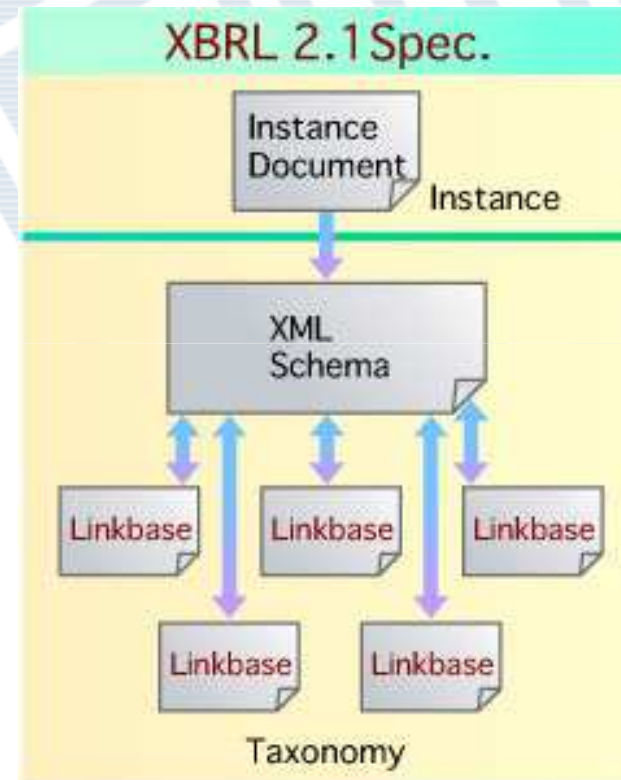 XBRL 2.1Spec.
Instance
Document
Instance
XML
Schema
Linkbase
Linkbase
Linkbase
Linkbase
Linkbase
Taxonomy